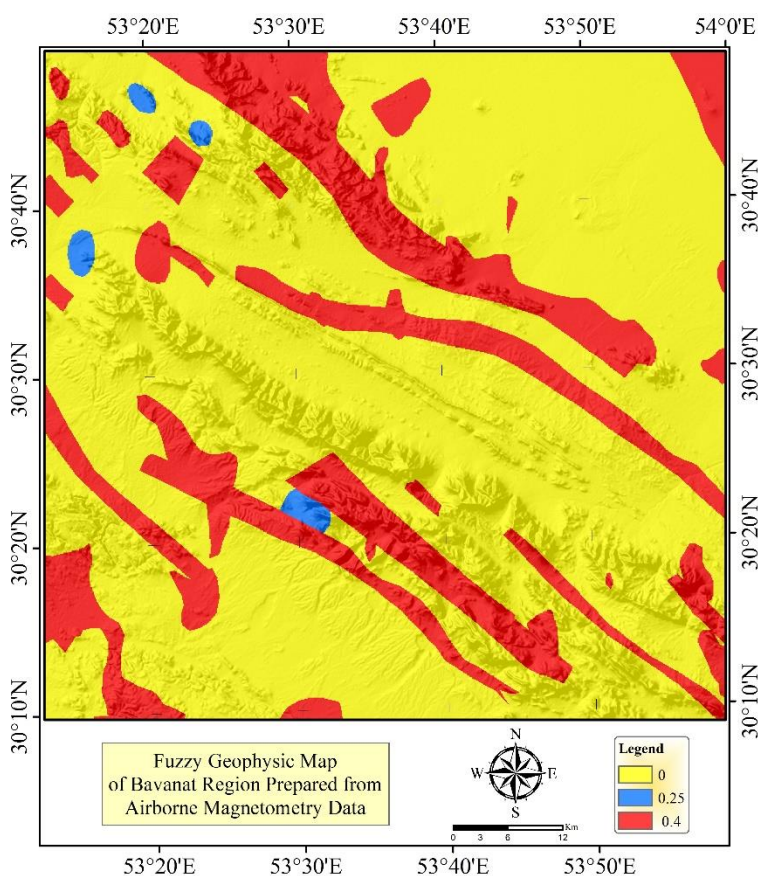 53°20'E 53°30'E 53°40'E 53°50'E 54°0'E
30°40'N 30°40'N
30°30'N 30°30'N
30°20'N 30°20'N
30°10'N 30°10'N
Fuzzy Geophysic Map
of Bavanat Region Prepared from
Airborne Magnetometry Data
N
W E
S
Km
0 3 6 12
Legend
0
0.25
0.4
53°20'E 53°30'E 53°40'E 53°50'E